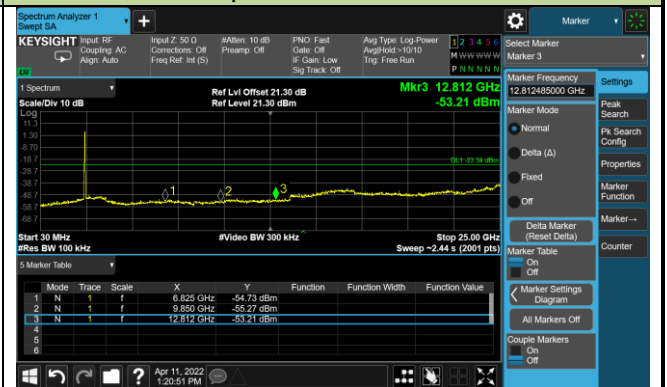 Spectrum Analyzer 1
Swept SA
+
Marker
KEYSIGHT Input: RF Input Z: 50 Ω #Atten: 10 dB PNO: Fast Avg Type: Log-Power 1 2 3 4 5 6
Coupling: AC Corrections: Off Preamp: Off Gate: Off Avg|Hold:>10/10 M W W W W W
Align: Auto Freq Ref: Int (S) IF Gain: Low Trig: Free Run
Sig Track: Off P N N N N N
Select Marker
Marker 3
Marker Frequency
12.812485000 GHz
Settings
1 Spectrum
Ref Lvl Offset 21.30 dB Mkr3 12.812 GHz
Scale/Div 10 dB Ref Level 21.30 dBm -53.21 dBm
Log
11.3
1.30
-8.70
-18.7
DL1 -23.34 dBm
-28.7
-38.7
-48.7
-58.7
-68.7
1
2
3
Start 30 MHz #Video BW 300 kHz Stop 25.00 GHz
#Res BW 100 kHz Sweep ~2.44 s (2001 pts)
Marker Mode
Normal
Delta (Δ)
Fixed
Off
Delta Marker
(Reset Delta)
Marker Table
On
Off
Marker Settings
Diagram
All Markers Off
Couple Markers
On
Off
Peak
Search
Pk Search
Config
Properties
Marker
Function
Marker→
Counter
5 Marker Table
Mode Trace Scale X Y Function Function Width Function Value
1 N 1 f 6.825 GHz -54.73 dBm
2 N 1 f 9.850 GHz -55.27 dBm
3 N 1 f 12.812 GHz -53.21 dBm
4
5
6
?
Apr 11, 2022
1:20:51 PM